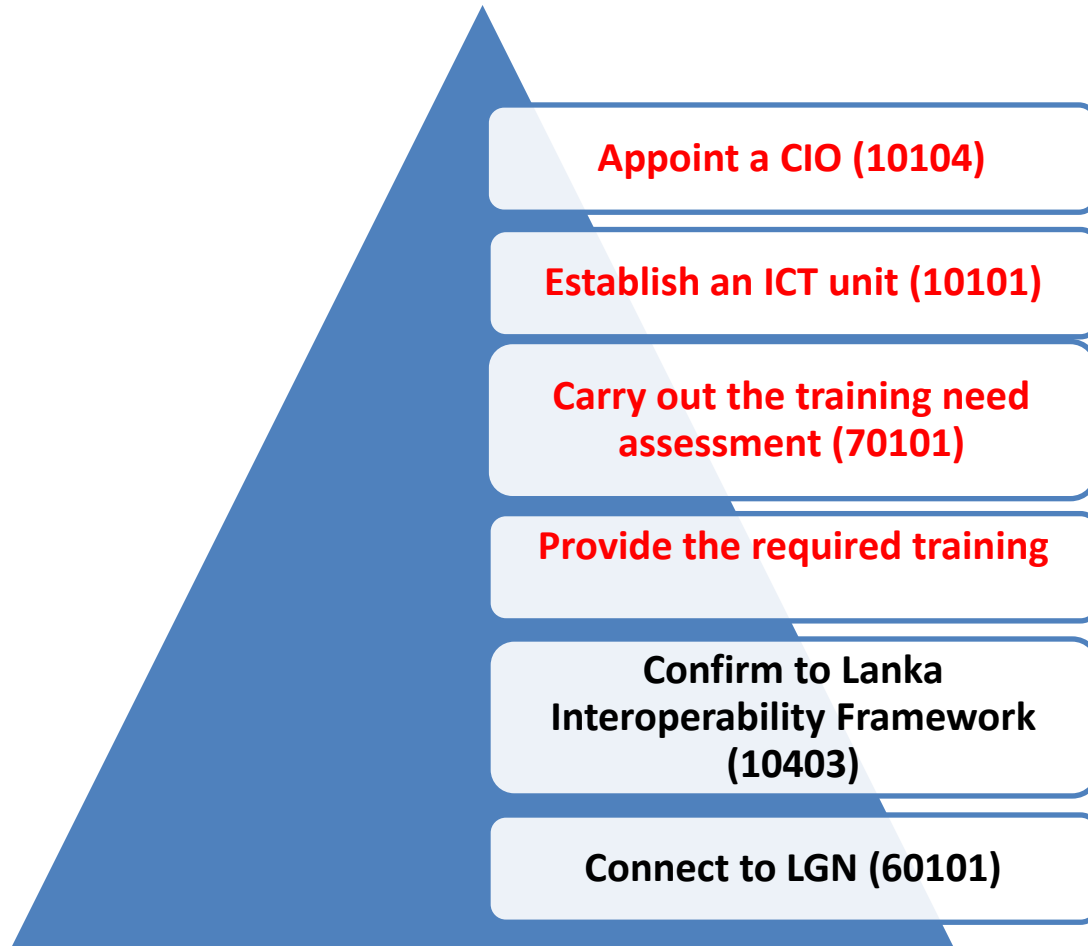 Appoint a CIO (10104)
Establish an ICT unit (10101)
Carry out the training need
assessment (70101)
Provide the required training
Confirm to Lanka
Interoperability Framework
(10403)
Connect to LGN (60101)